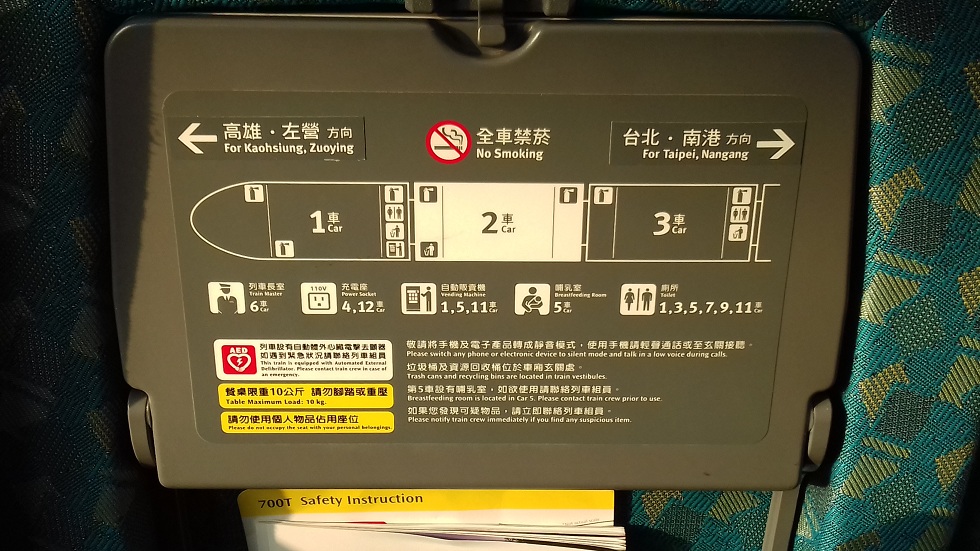 高雄・左營 方向
For Kaohsiung, Zuoying
全車禁菸
No Smoking
台北・南港 方向
For Taipei, Nangang
1 車 Car
2 車 Car
3 車 Car
列車長室
Train Master
6 車 Car
110V
充電座
Power Socket
4,12 車 Car
自動販賣機
Vending Machine
1,5,11 車 Car
哺乳室
Breastfeeding Room
5 車 Car
廁所
Toilet
1,3,5,7,9,11 車 Car
AED
列車設有自動體外心臟電擊去顫器
如遇到緊急狀況請聯絡列車組員
This train is equipped with Automated External
Defibrillator. Please contact train crew in case of
an emergency.
餐桌限重10公斤 請勿腳踏或重壓
Table Maximum Load: 10 kg.
請勿使用個人物品佔用座位
Please do not occupy the seat with your personal belongings.
敬請將手機及電子產品轉成靜音模式，使用手機請輕聲通話或至玄關接聽。
Please switch any phone or electronic device to silent mode and talk in a low voice during calls.
垃圾桶及資源回收桶位於車廂玄關處。
Trash cans and recycling bins are located in train vestibules.
第5車設有哺乳室，如欲使用請聯絡列車組員。
Breastfeeding room is located in Car 5. Please contact train crew prior to use.
如果您發現可疑物品，請立即聯絡列車組員。
Please notify train crew immediately if you find any suspicious item.
700T Safety Instruction